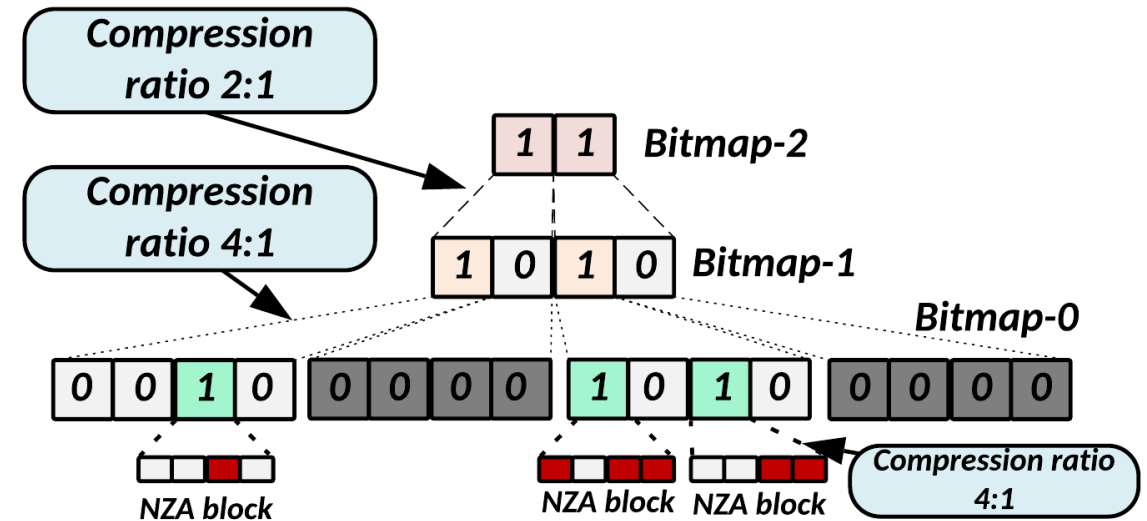 Compression
ratio 2:1
1 1 Bitmap-2
Compression
ratio 4:1
1 0 1 0 Bitmap-1
Bitmap-0
0 0 1 0 0 0 0 0 1 0 1 0 0 0 0 0
NZA block NZA block NZA block
Compression ratio
4:1